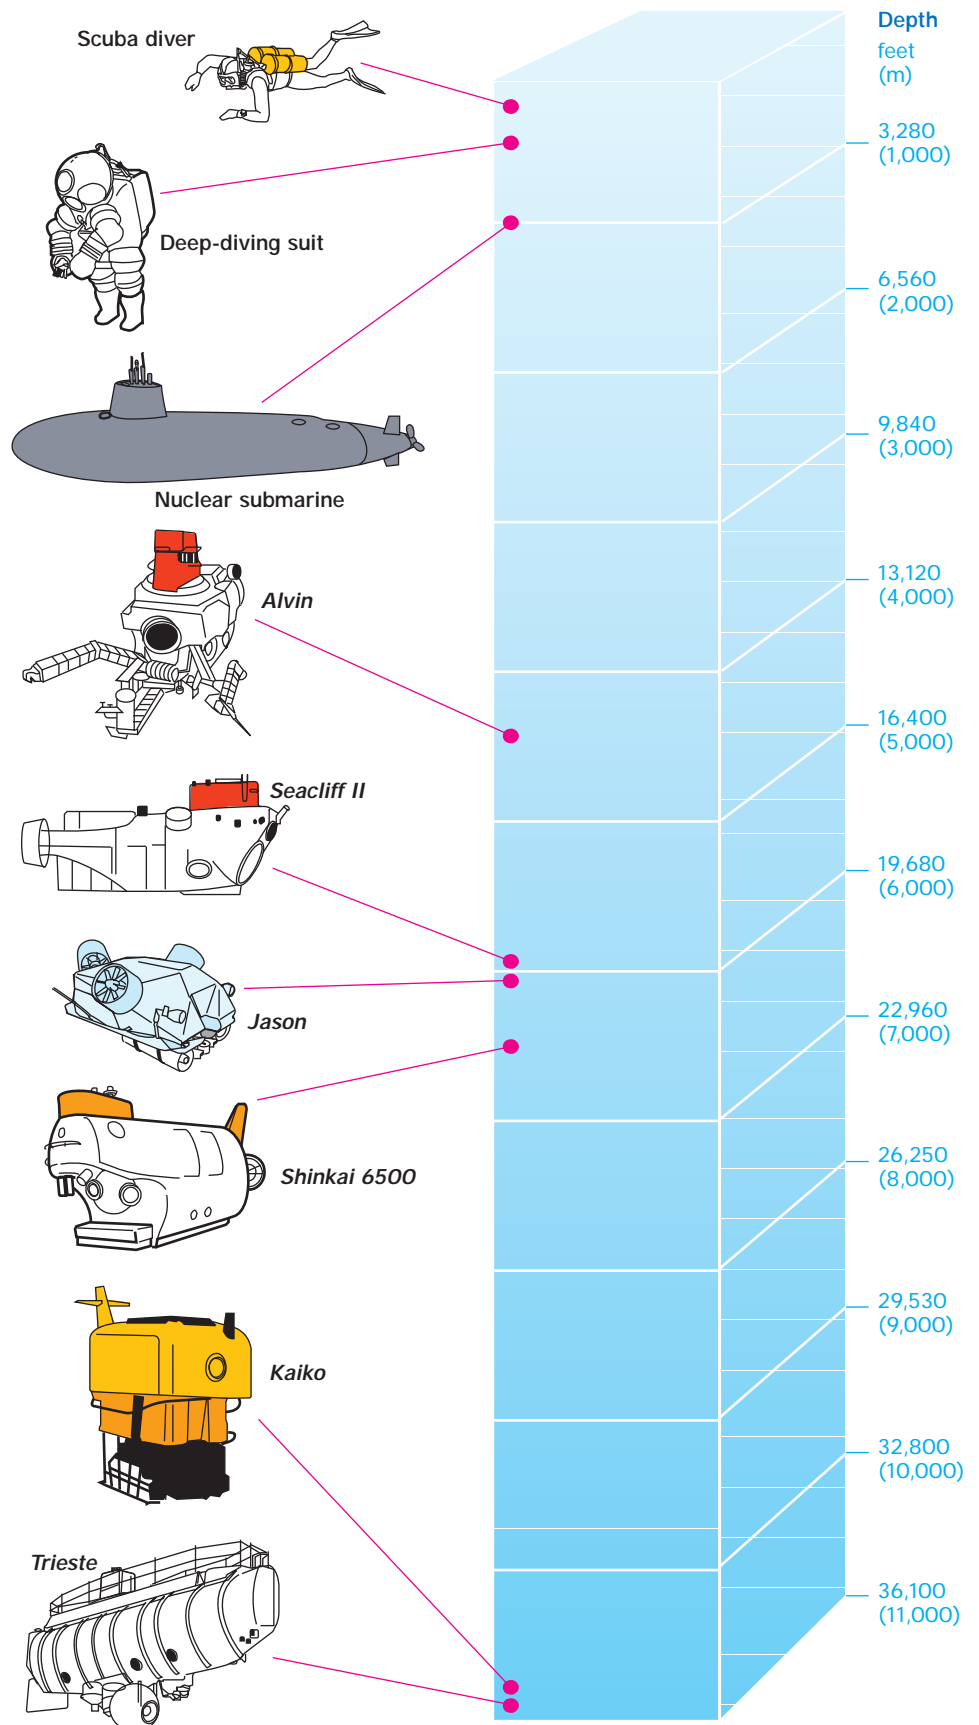 Scuba diver
Deep-diving suit
Nuclear submarine
Alvin
Seacliff II
Jason
Shinkai 6500
Kaiko
Trieste
Depth
feet
(m)
3,280
(1,000)
6,560
(2,000)
9,840
(3,000)
13,120
(4,000)
16,400
(5,000)
19,680
(6,000)
22,960
(7,000)
26,250
(8,000)
29,530
(9,000)
32,800
(10,000)
36,100
(11,000)